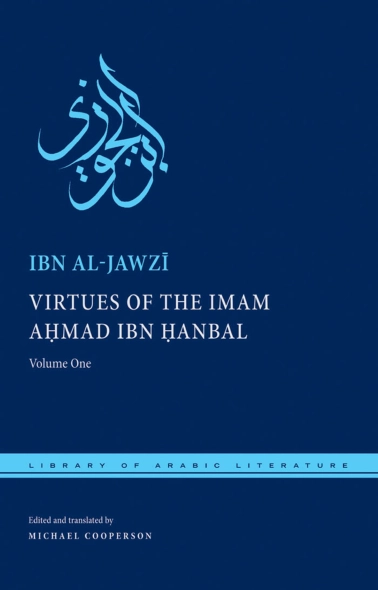 ابن الجوزي
IBN AL-JAWZĪ
VIRTUES OF THE IMAM
AḤMAD IBN ḤANBAL
Volume One
LIBRARY OF ARABIC LITERATURE
Edited and translated by
MICHAEL COOPERSON